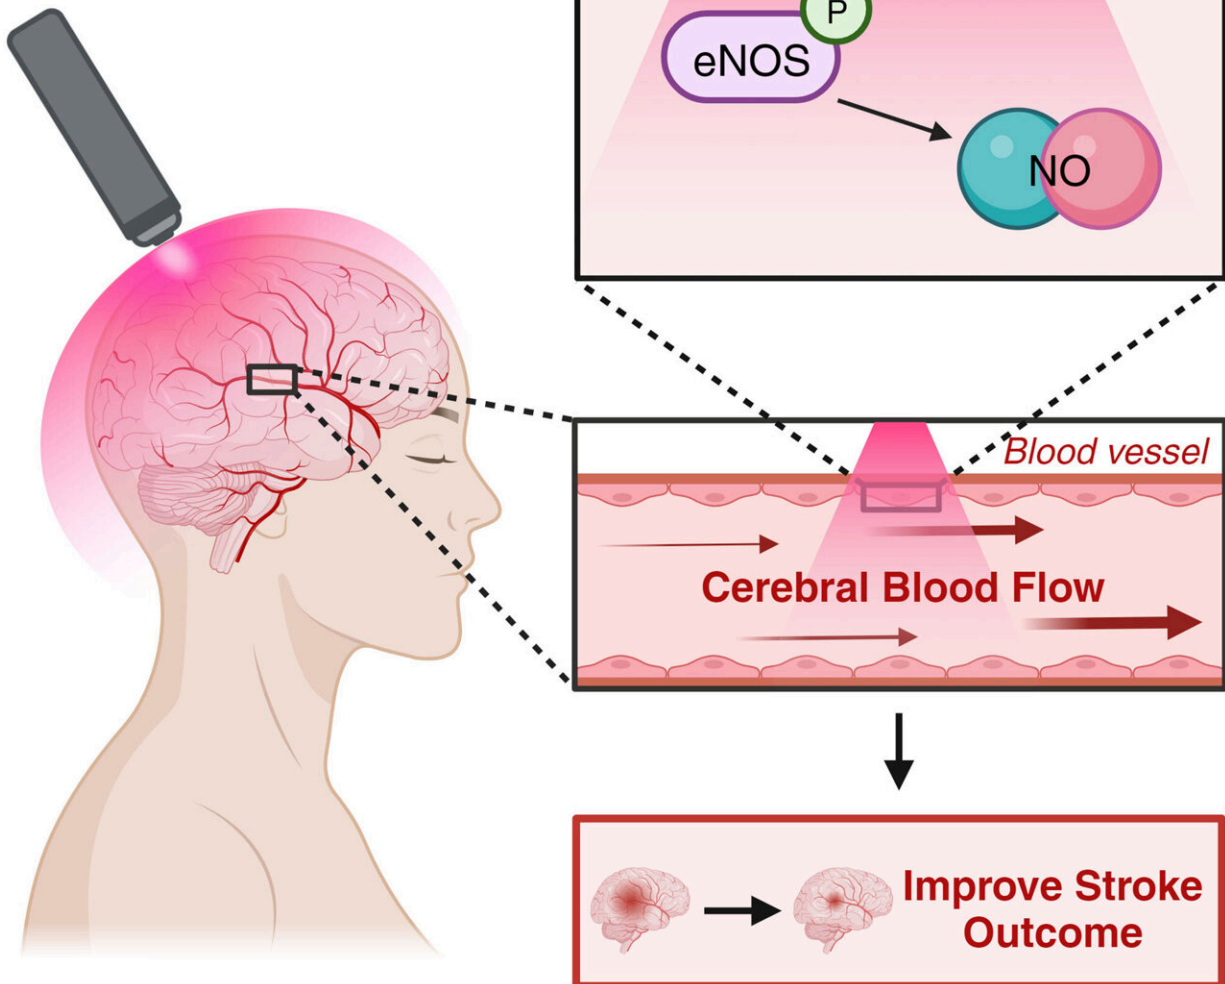 P
eNOS
NO
Blood vessel
Cerebral Blood Flow
Improve Stroke
Outcome